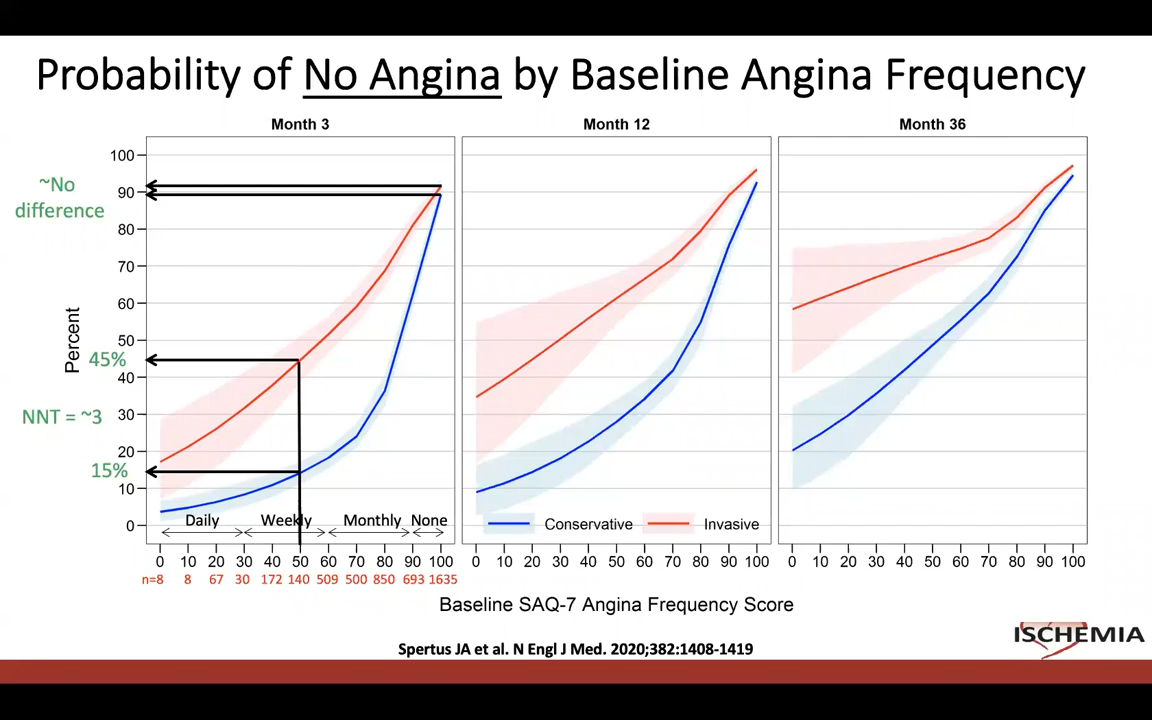 Probability of No Angina by Baseline Angina Frequency
Month 3
Month 12
Month 36
Percent
100
90
80
70
60
50
40
30
20
10
0
~No
difference
45%
NNT = ~3
15%
Daily Weekly Monthly None
Conservative Invasive
0 10 20 30 40 50 60 70 80 90 100
0 10 20 30 40 50 60 70 80 90 100
0 10 20 30 40 50 60 70 80 90 100
n=8 8 67 30 172 140 509 500 850 693 1635
Baseline SAQ-7 Angina Frequency Score
ISCHEMIA
Spertus JA et al. N Engl J Med. 2020;382:1408-1419